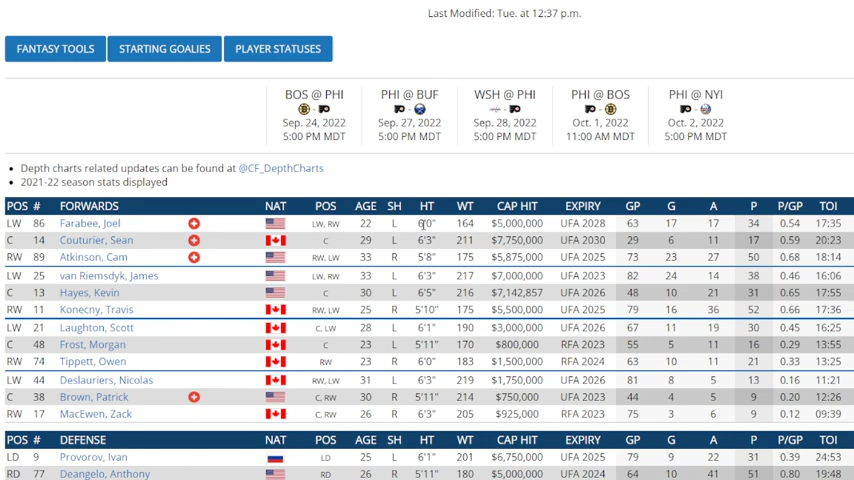 Last Modified: Tue. at 12:37 p.m.
FANTASY TOOLS STARTING GOALIES PLAYER STATUSES
BOS @ PHI PHI @ BUF WSH @ PHI PHI @ BOS PHI @ NYI
Sep. 24, 2022 Sep. 27, 2022 Sep. 28, 2022 Oct. 1, 2022 Oct. 2, 2022
5:00 PM MDT 5:00 PM MDT 5:00 PM MDT 11:00 AM MDT 5:00 PM MDT
• Depth charts related updates can be found at @CF_DepthCharts
• 2021-22 season stats displayed
POS # FORWARDS NAT POS AGE SH HT WT CAP HIT EXPIRY GP G A P P/GP TOI
LW 86 Farabee, Joel LW, RW 22 L 6'0" 164 $5,000,000 UFA 2028 63 17 17 34 0.54 17:35
C 14 Couturier, Sean C 29 L 6'3" 211 $7,750,000 UFA 2030 29 6 11 17 0.59 20:23
RW 89 Atkinson, Cam RW 33 R 5'8" 175 $5,875,000 UFA 2025 73 23 27 50 0.68 18:14
LW 25 van Riemsdyk, James LW, RW 33 L 6'3" 217 $7,000,000 UFA 2023 82 24 14 38 0.46 16:06
C 13 Hayes, Kevin C 30 L 6'5" 216 $7,142,857 UFA 2026 48 10 21 31 0.65 17:55
RW 11 Konecny, Travis RW, LW 25 R 5'10" 175 $5,500,000 UFA 2025 79 16 36 52 0.66 17:36
LW 21 Laughton, Scott C, LW 28 L 6'1" 190 $3,000,000 UFA 2026 67 11 19 30 0.45 16:25
C 48 Frost, Morgan C 23 L 5'11" 170 $800,000 RFA 2023 55 5 11 16 0.29 13:55
RW 74 Tippett, Owen RW 23 R 6'0" 183 $1,500,000 RFA 2024 63 10 11 21 0.33 13:25
LW 44 Deslauriers, Nicolas RW, LW 31 L 6'3" 219 $1,750,000 UFA 2026 81 8 5 13 0.16 11:21
C 38 Brown, Patrick C, RW 30 R 5'11" 214 $750,000 UFA 2023 44 4 5 9 0.20 12:26
RW 17 MacEwen, Zack C, RW 26 R 6'3" 205 $925,000 RFA 2023 75 3 6 9 0.12 09:39
POS # DEFENSE NAT POS AGE SH HT WT CAP HIT EXPIRY GP G A P P/GP TOI
LD 9 Provorov, Ivan LD 25 L 6'1" 201 $6,750,000 UFA 2025 79 9 22 31 0.39 24:53
RD 77 Deangelo, Anthony RD 26 R 5'11" 180 $5,000,000 UFA 2024 64 10 41 51 0.80 19:48